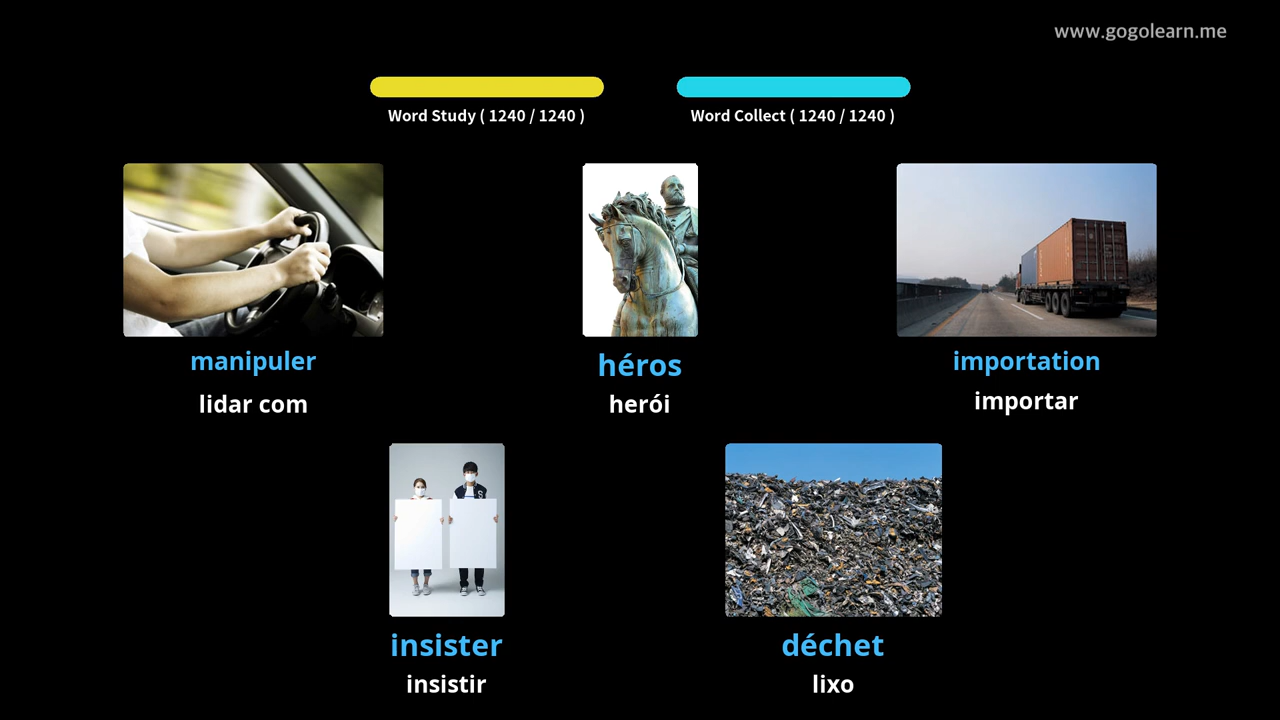 www.gogolearn.me
Word Study ( 1240 / 1240 )
Word Collect ( 1240 / 1240 )
manipuler
lidar com
héros
herói
importation
importar
insister
insistir
déchet
lixo